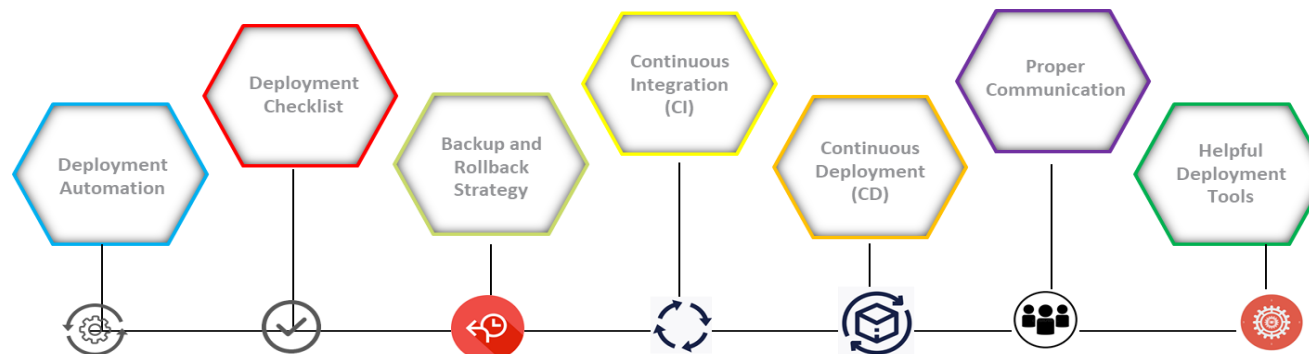 Deployment
Automation
Deployment
Checklist
Backup and
Rollback
Strategy
Continuous
Integration
(CI)
Continuous
Deployment
(CD)
Proper
Communication
Helpful
Deployment
Tools